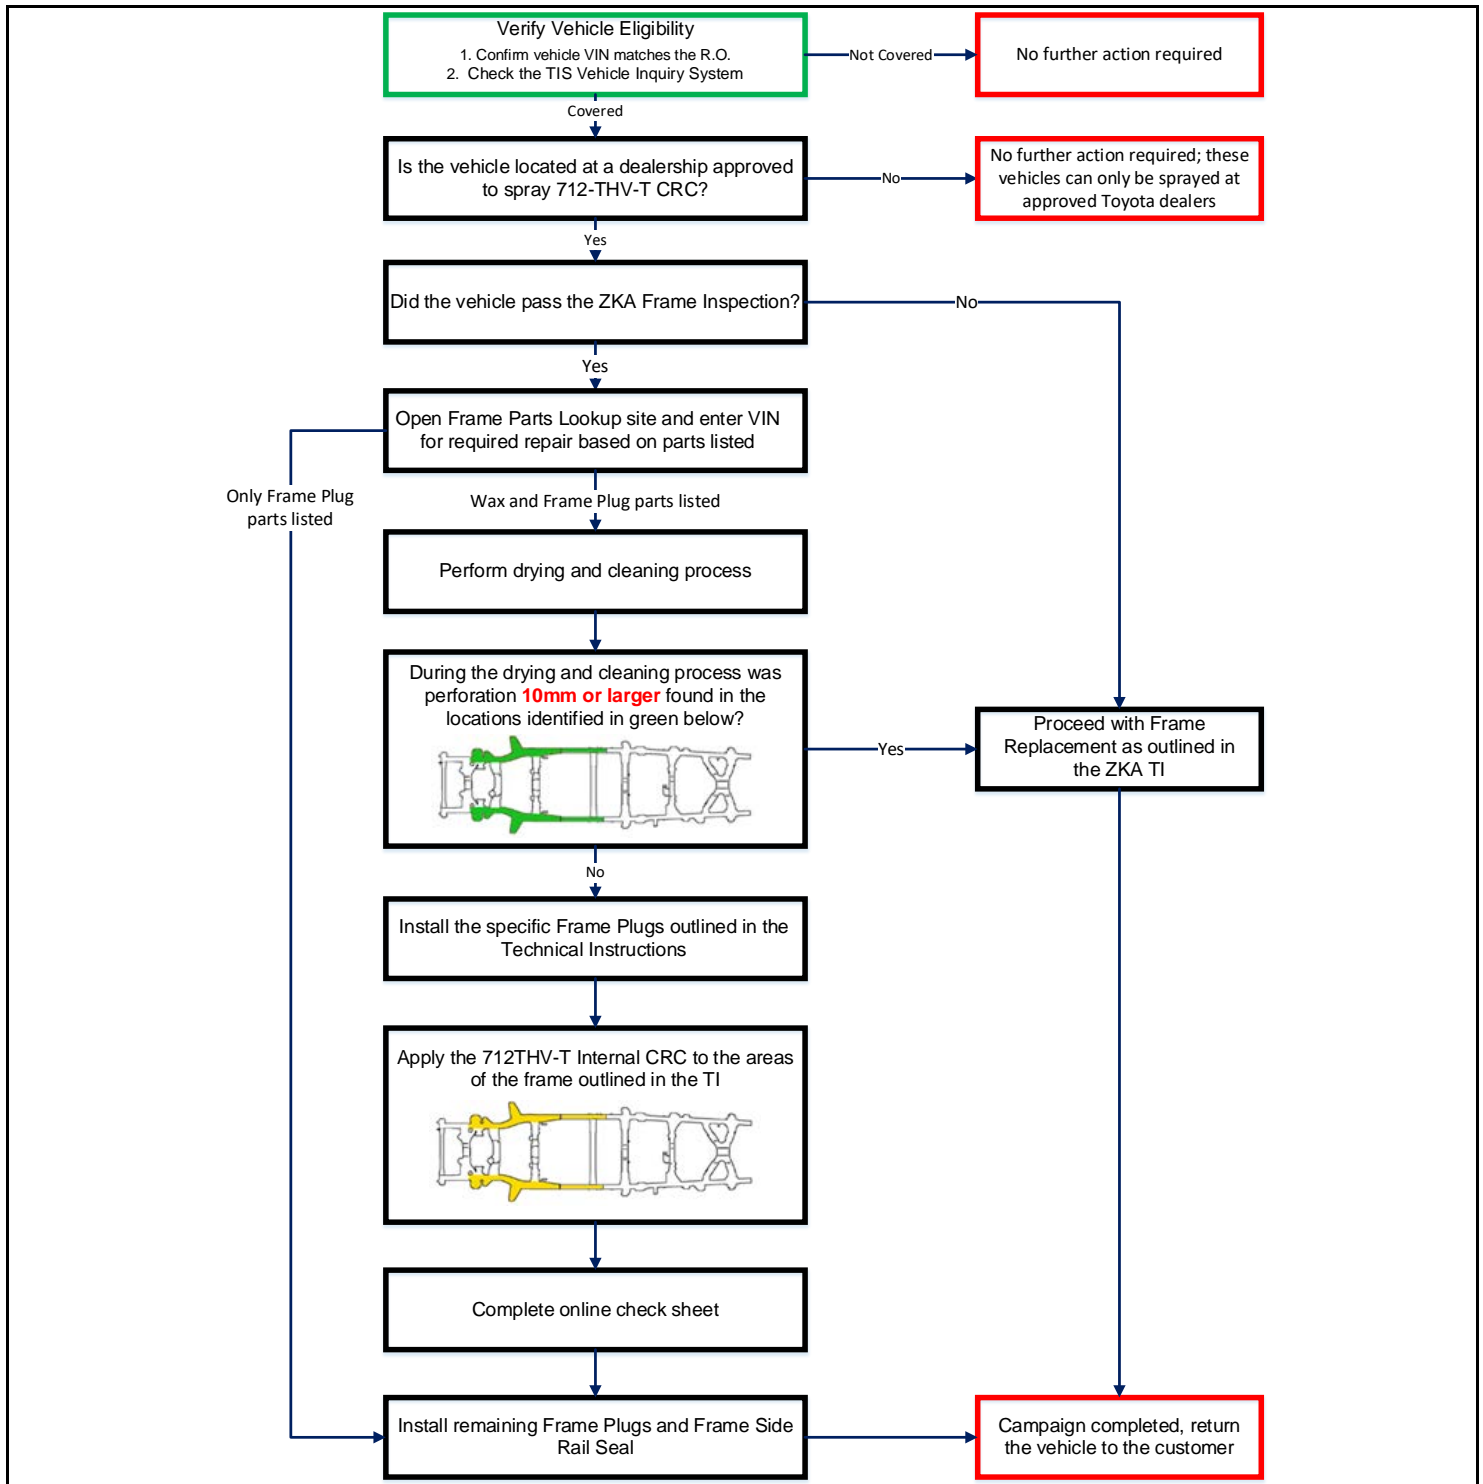 Verify Vehicle Eligibility
1. Confirm vehicle VIN matches the R.O.
2. Check the TIS Vehicle Inquiry System
Not Covered
No further action required
Covered
Is the vehicle located at a dealership approved
to spray 712-THV-T CRC?
No
No further action required; these
vehicles can only be sprayed at
approved Toyota dealers
Yes
Did the vehicle pass the ZKA Frame Inspection?
No
Yes
Open Frame Parts Lookup site and enter VIN
for required repair based on parts listed
Only Frame Plug
parts listed
Wax and Frame Plug parts listed
Perform drying and cleaning process
During the drying and cleaning process was
perforation 10mm or larger found in the
locations identified in green below?
Yes
Proceed with Frame
Replacement as outlined in
the ZKA TI
No
Install the specific Frame Plugs outlined in the
Technical Instructions
Apply the 712THV-T Internal CRC to the areas
of the frame outlined in the TI
Complete online check sheet
Install remaining Frame Plugs and Frame Side
Rail Seal
Campaign completed, return
the vehicle to the customer